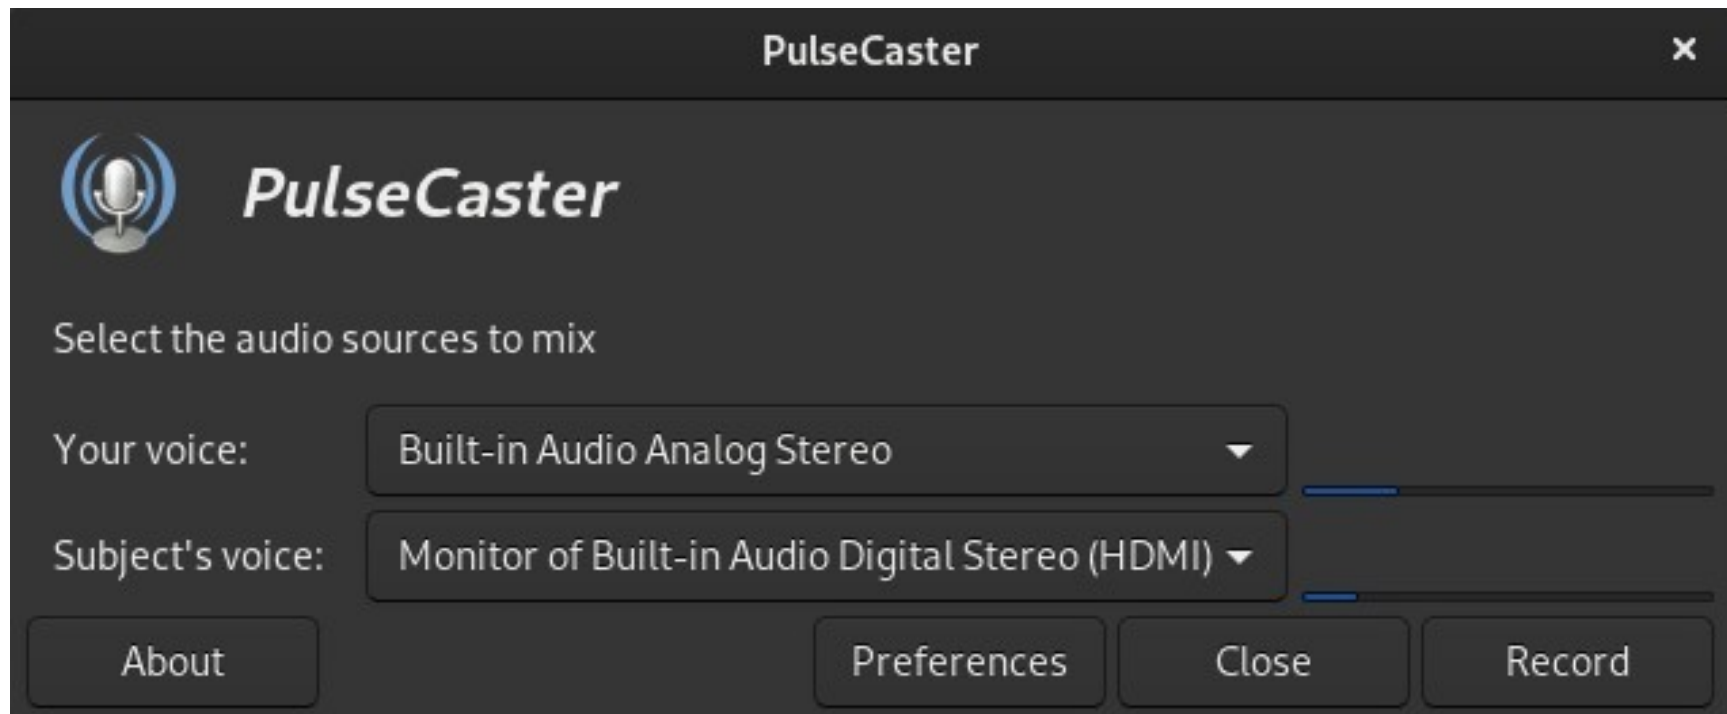 PulseCaster
PulseCaster
Select the audio sources to mix
Your voice: Built-in Audio Analog Stereo
Subject's voice: Monitor of Built-in Audio Digital Stereo (HDMI)
About Preferences Close Record